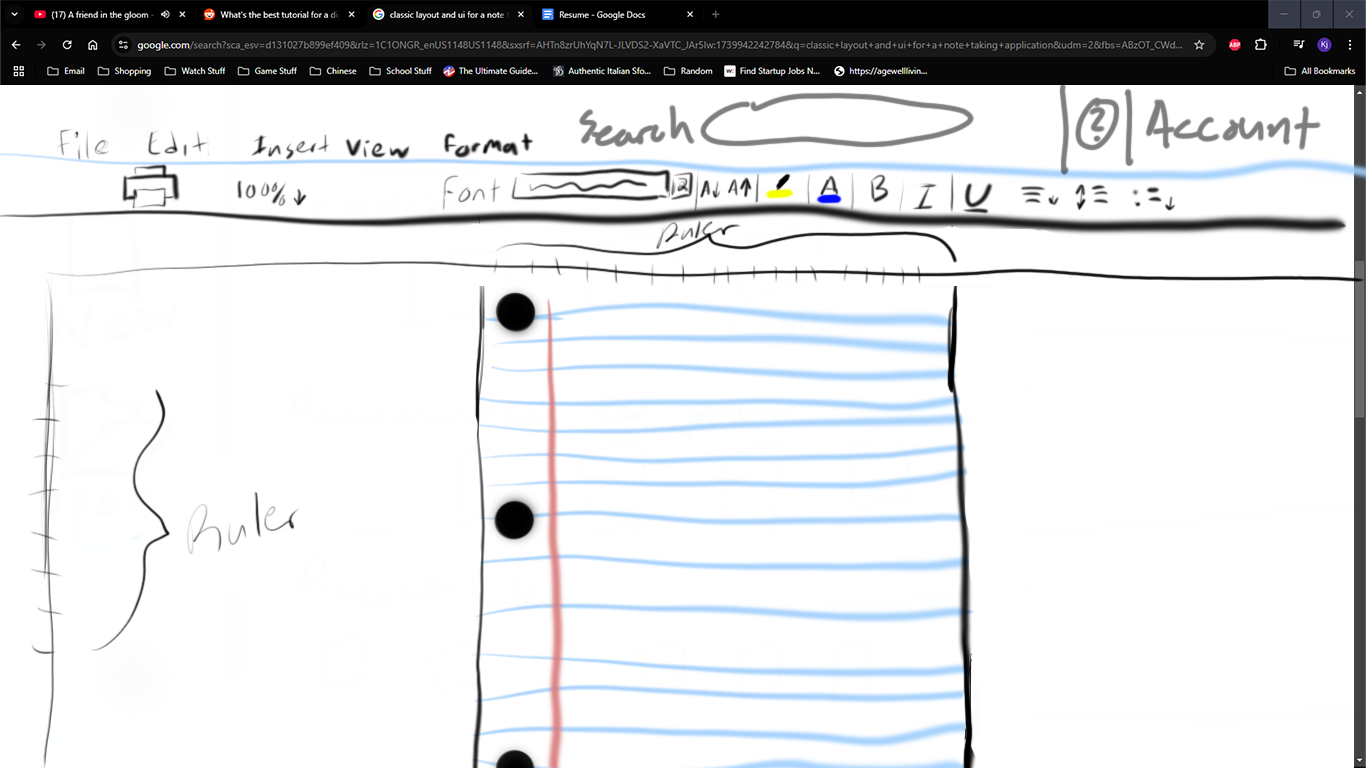 (17) A friend in the gloom -
What's the best tutorial for a di
classic layout and ui for a note t
Resume - Google Docs
google.com/search?sca_esv=d131027b899ef409&rlz=1C1ONGR_enUS1148US1148&sxsrf=AHTn8zrUhYqN7L-JLVDS2-XaVTC_JAr5Iw:1739942242784&q=classic+layout+and+ui+for+a+note+taking+application&udm=2&fbs=ABzOT_CWd...
ABP
Kj
Email Shopping Watch Stuff Game Stuff Chinese School Stuff The Ultimate Guide... Authentic Italian Sfo... Random Find Startup Jobs N... https://agewelllivin... All Bookmarks
File Edit Insert View Format Search ? Account
100% Font 12 A A A B I U
Ruler
New
Ruler